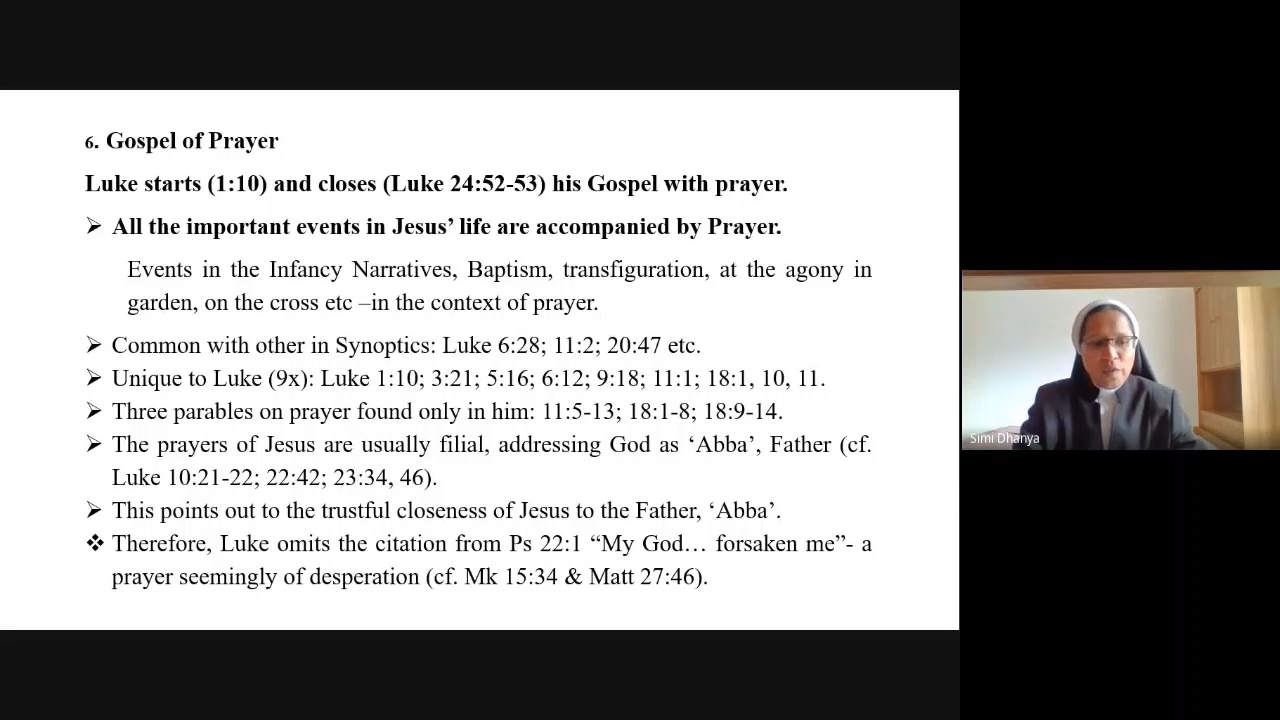 6. Gospel of Prayer
Luke starts (1:10) and closes (Luke 24:52-53) his Gospel with prayer.
➢ All the important events in Jesus’ life are accompanied by Prayer.
Events in the Infancy Narratives, Baptism, transfiguration, at the agony in
garden, on the cross etc –in the context of prayer.
➢ Common with other in Synoptics: Luke 6:28; 11:2; 20:47 etc.
➢ Unique to Luke (9x): Luke 1:10; 3:21; 5:16; 6:12; 9:18; 11:1; 18:1, 10, 11.
➢ Three parables on prayer found only in him: 11:5-13; 18:1-8; 18:9-14.
➢ The prayers of Jesus are usually filial, addressing God as ‘Abba’, Father (cf.
Luke 10:21-22; 22:42; 23:34, 46).
➢ This points out to the trustful closeness of Jesus to the Father, ‘Abba’.
❖ Therefore, Luke omits the citation from Ps 22:1 “My God… forsaken me”- a
prayer seemingly of desperation (cf. Mk 15:34 & Matt 27:46).
Simi Dhanya